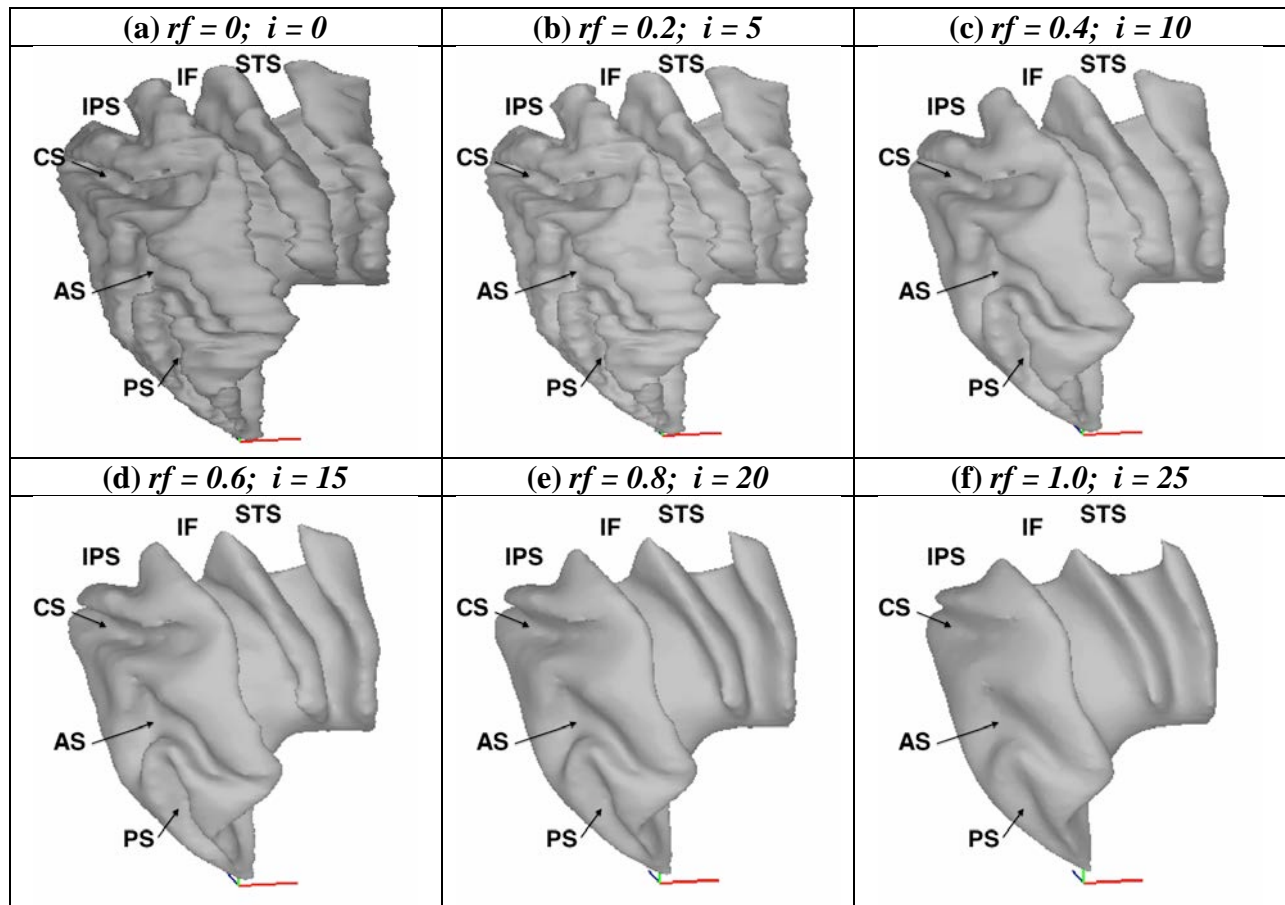 (a) rf = 0; i = 0
(b) rf = 0.2; i = 5
(c) rf = 0.4; i = 10
STS
IF
IPS
CS
AS
PS
STS
IF
IPS
CS
AS
PS
STS
IF
IPS
CS
AS
PS
(d) rf = 0.6; i = 15
(e) rf = 0.8; i = 20
(f) rf = 1.0; i = 25
STS
IF
IPS
CS
AS
PS
STS
IF
IPS
CS
AS
PS
STS
IF
IPS
CS
AS
PS